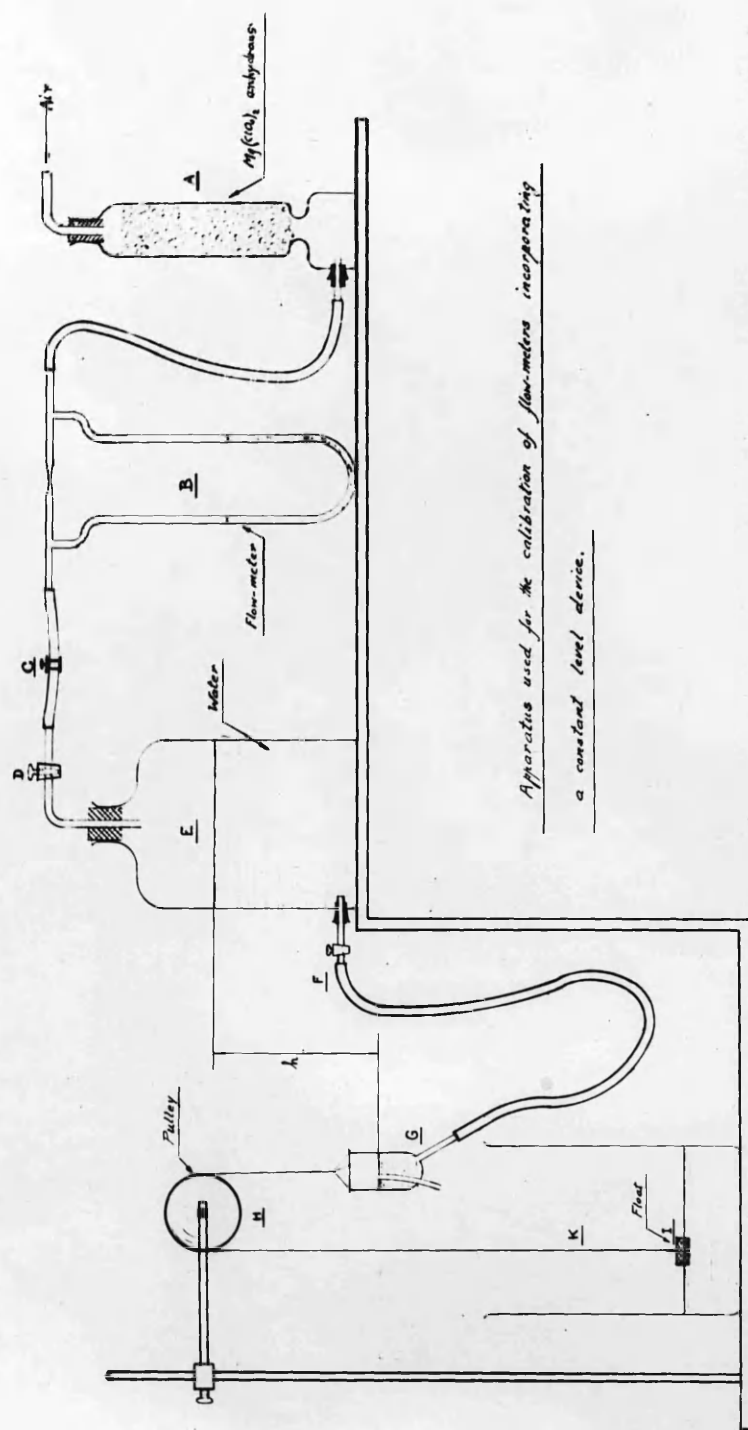 Air
Mg(ClO4)2 anhydrous.
A
B
Flow-meter
C
D
Water
E
F
h
Pulley
G
H
K
Float
I
Apparatus used for the calibration of flow-meters incorporating
a constant level device.